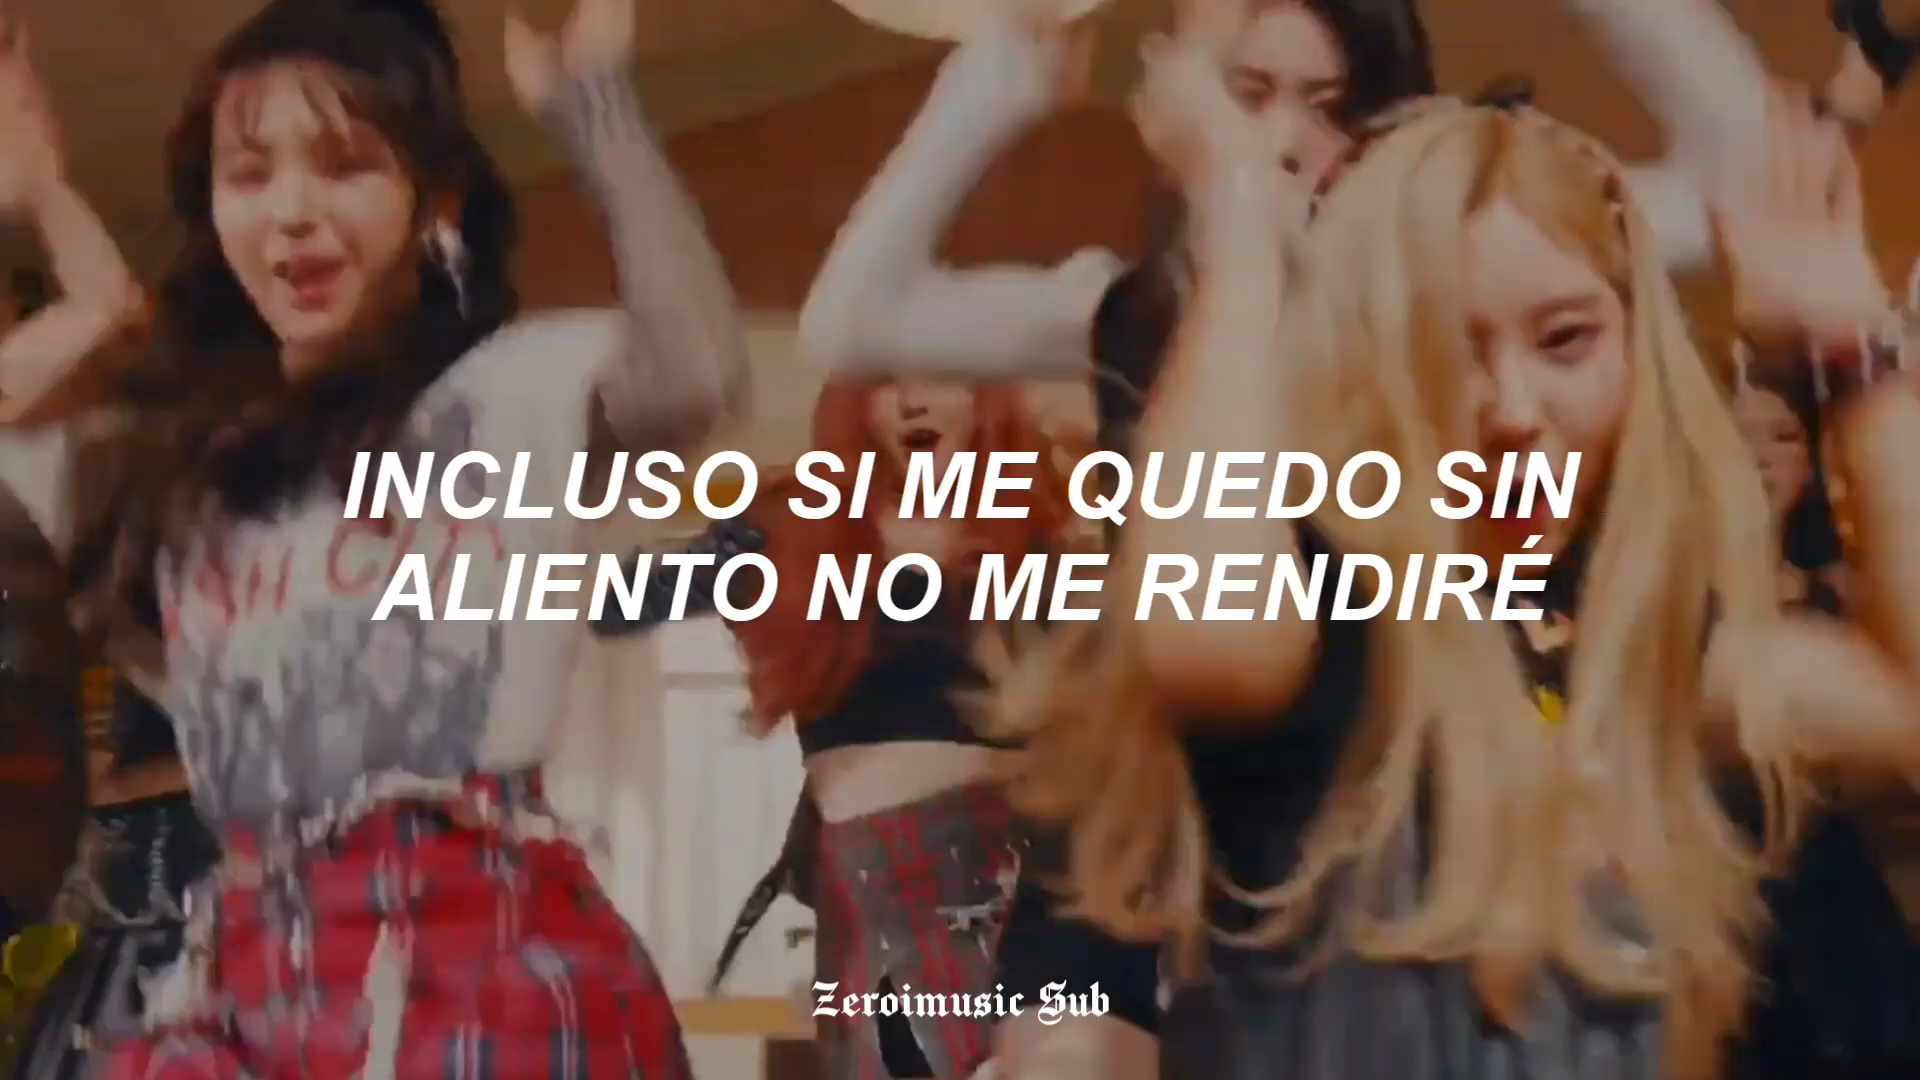 INCLUSO SI ME QUEDO SIN
ALIENTO NO ME RENDIRÉ
Zeroimusic Sub